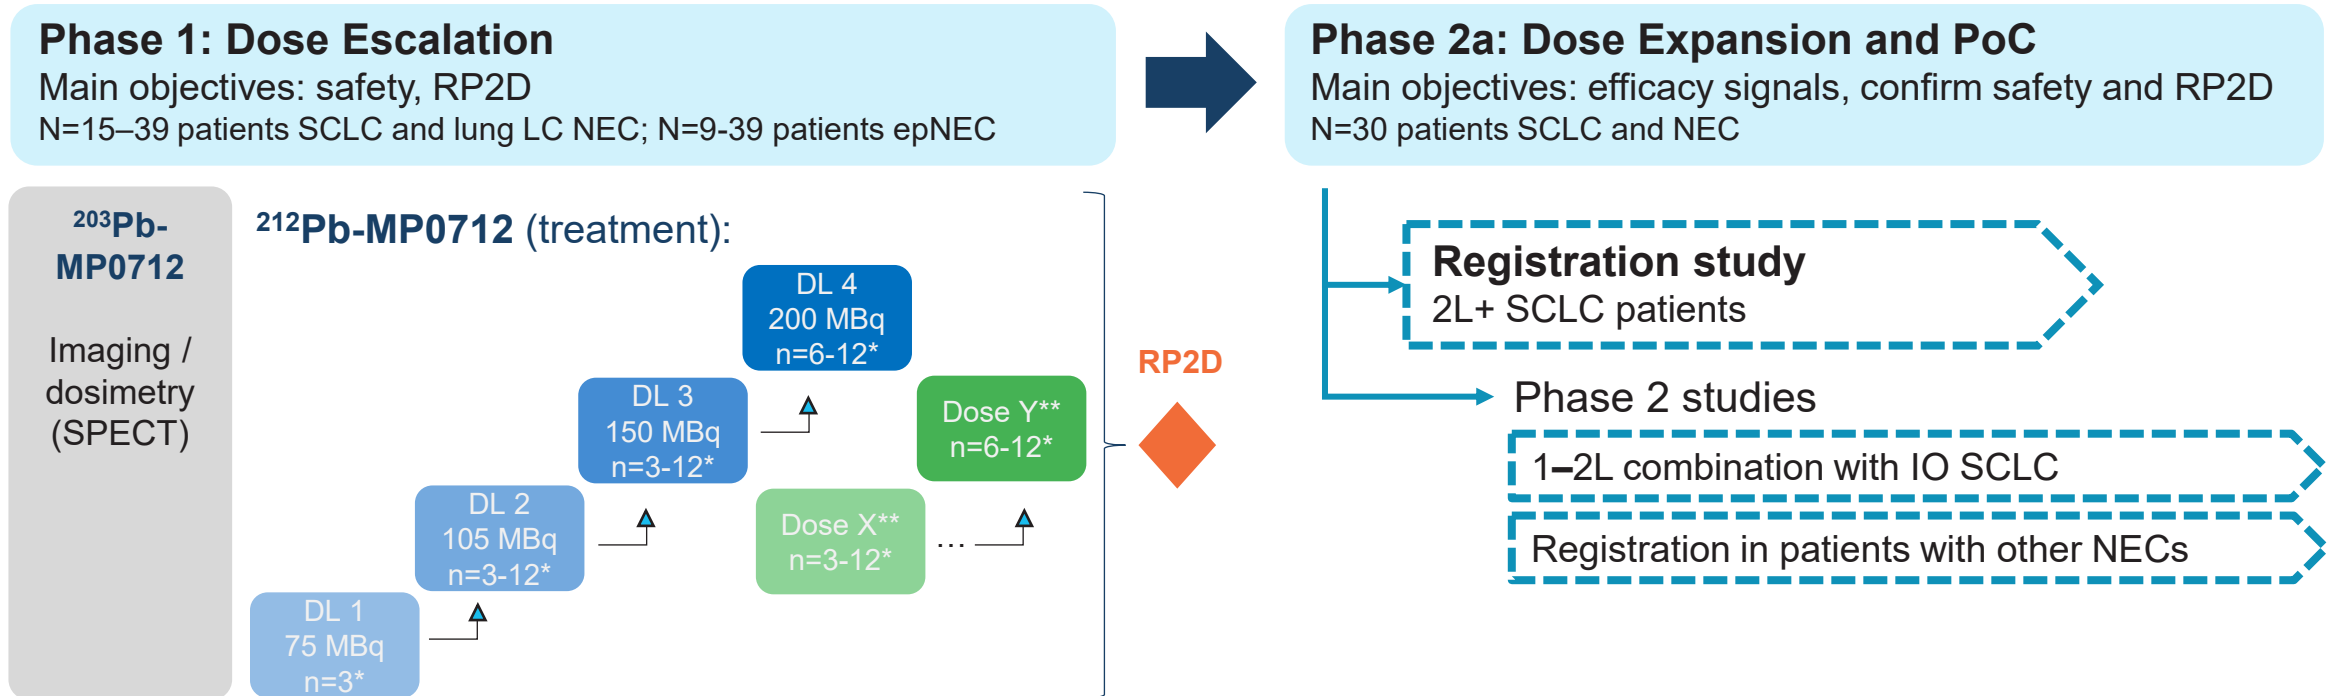 Phase 1: Dose Escalation
Main objectives: safety, RP2D
N=15–39 patients SCLC and lung LC NEC; N=9-39 patients epNEC
Phase 2a: Dose Expansion and PoC
Main objectives: efficacy signals, confirm safety and RP2D
N=30 patients SCLC and NEC
²⁰³Pb-
MP0712
Imaging /
dosimetry
(SPECT)
²¹²Pb-MP0712 (treatment):
DL 1
75 MBq
n=3*
DL 2
105 MBq
n=3-12*
DL 3
150 MBq
n=3-12*
DL 4
200 MBq
n=6-12*
Dose X**
n=3-12*
...
Dose Y**
n=6-12*
RP2D
Registration study
2L+ SCLC patients
Phase 2 studies
1–2L combination with IO SCLC
Registration in patients with other NECs